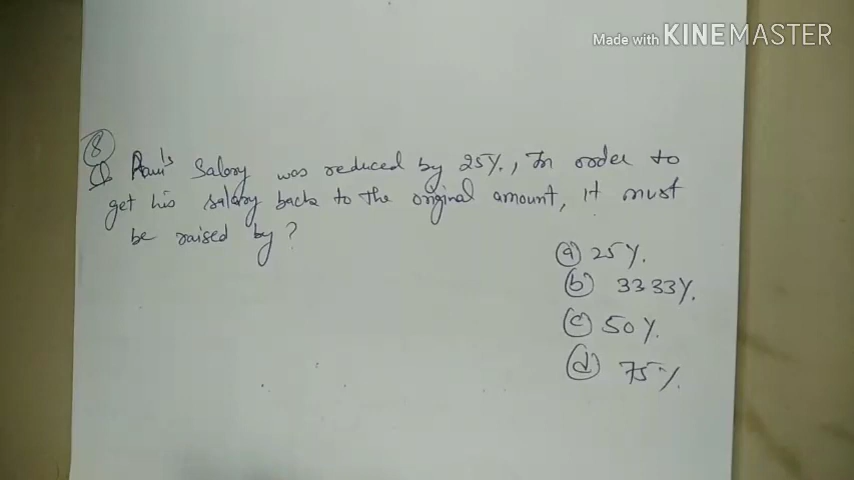 Made with KINEMASTER
8
Q Ram's Salary was reduced by 25%., In order to
get his salary back to the original amount, it must
be raised by?
(a) 25%.
(b) 33 33%.
(c) 50%.
(d) 75%.